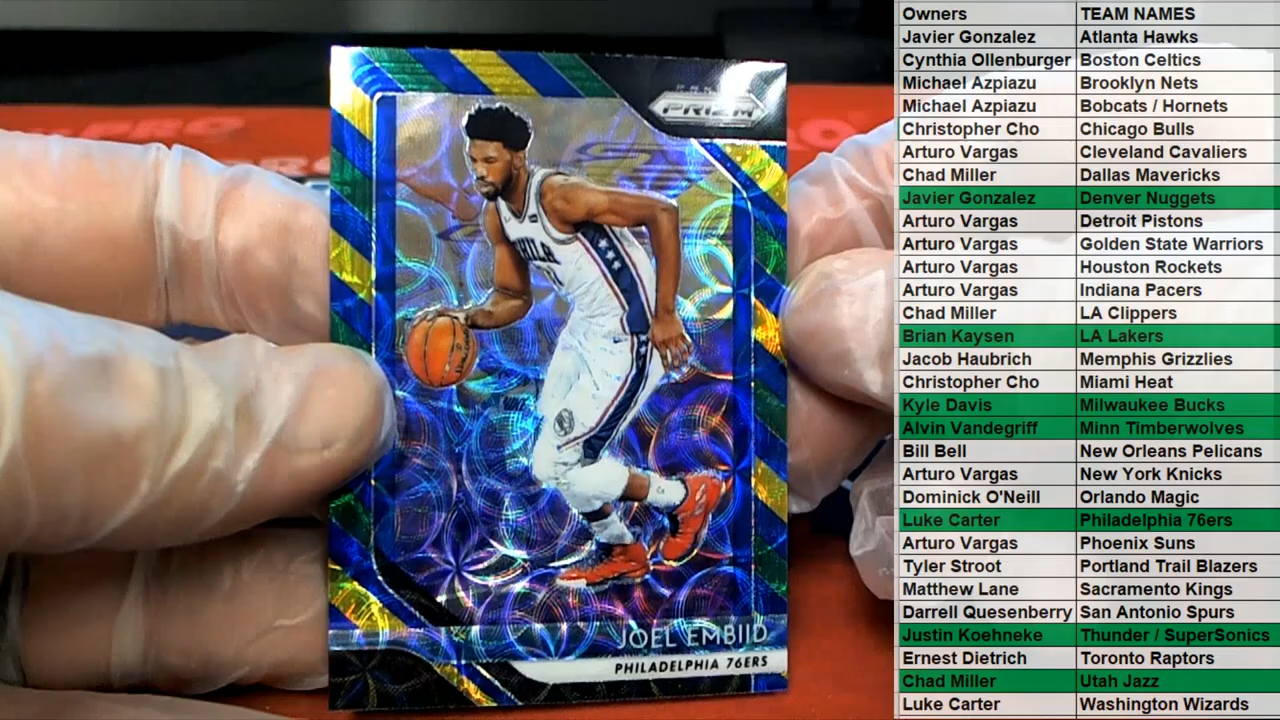 PANINI
PRIZM
PHILA
JOEL EMBIID
PHILADELPHIA 76ERS
Owners TEAM NAMES
Javier Gonzalez Atlanta Hawks
Cynthia Ollenburger Boston Celtics
Michael Azpiazu Brooklyn Nets
Michael Azpiazu Bobcats / Hornets
Christopher Cho Chicago Bulls
Arturo Vargas Cleveland Cavaliers
Chad Miller Dallas Mavericks
Javier Gonzalez Denver Nuggets
Arturo Vargas Detroit Pistons
Arturo Vargas Golden State Warriors
Arturo Vargas Houston Rockets
Arturo Vargas Indiana Pacers
Chad Miller LA Clippers
Brian Kaysen LA Lakers
Jacob Haubrich Memphis Grizzlies
Christopher Cho Miami Heat
Kyle Davis Milwaukee Bucks
Alvin Vandegriff Minn Timberwolves
Bill Bell New Orleans Pelicans
Arturo Vargas New York Knicks
Dominick O'Neill Orlando Magic
Luke Carter Philadelphia 76ers
Arturo Vargas Phoenix Suns
Tyler Stroot Portland Trail Blazers
Matthew Lane Sacramento Kings
Darrell Quesenberry San Antonio Spurs
Justin Koehneke Thunder / SuperSonics
Ernest Dietrich Toronto Raptors
Chad Miller Utah Jazz
Luke Carter Washington Wizards